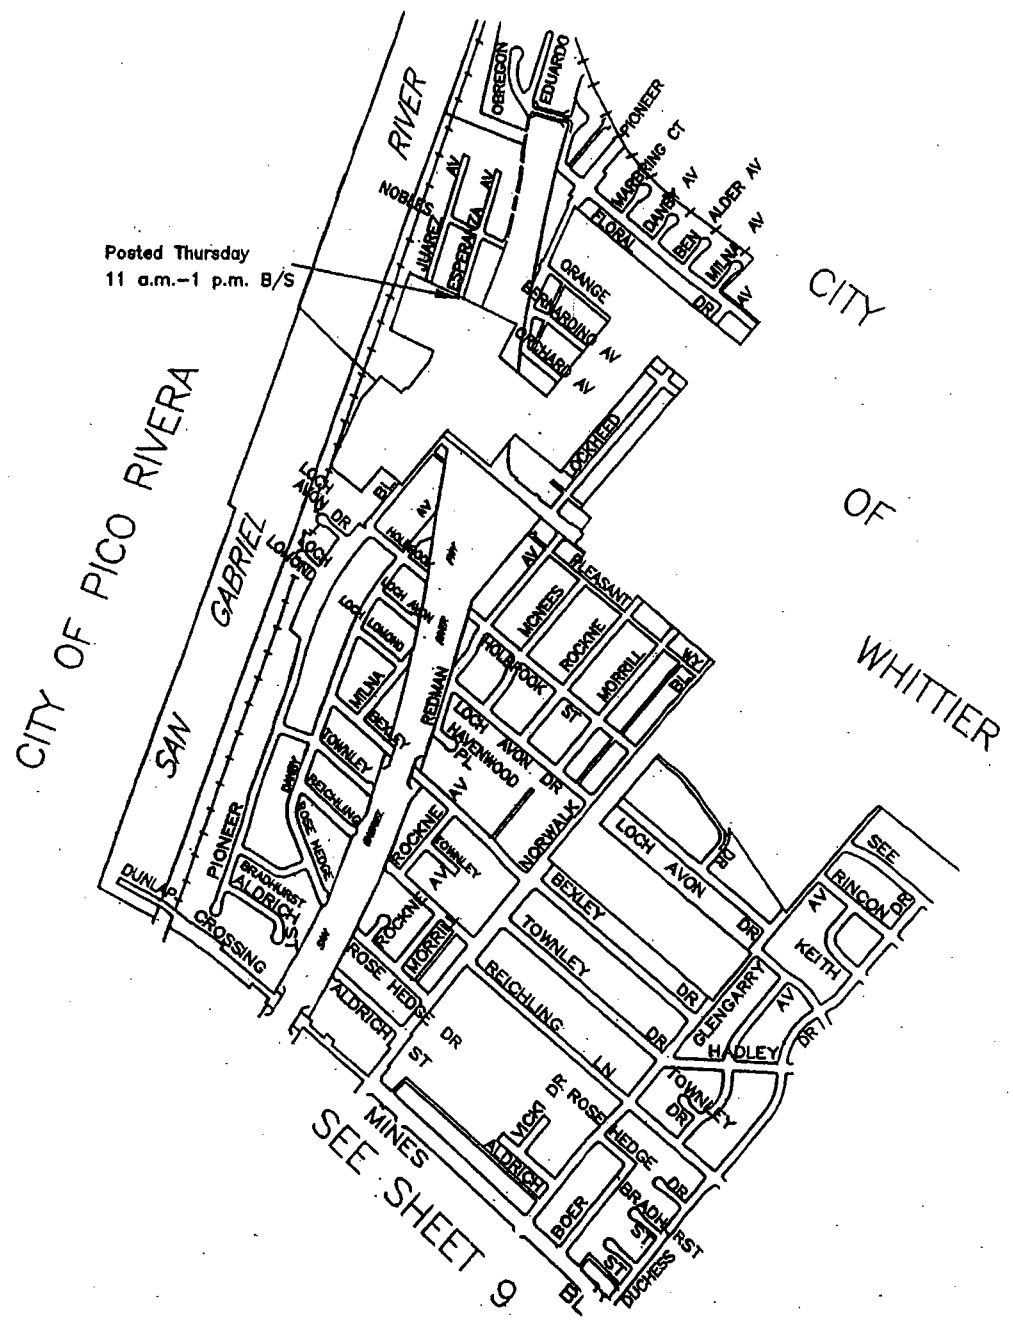 RIVER
OBREGON
EDUARDO
PIONEER
MARBRING CT
DANBY AV
BEN
ALDER AV
MILNA AV
AV
FLORAL
DR
NOBLES
JUAREZ AV
ESPERANZA AV
Posted Thursday
11 a.m.-1 p.m. B/S
ORANGE
BERNARDINO AV
ORCHARD AV
CITY
OF
WHITTIER
CITY OF PICO RIVERA
SAN
GABRIEL
LOCKHEED
LOCH
AVON DR
BL
AV
LOCH
LOMOND
HOLBROOK
LOCH AVON
LOCH
LOMOND
RIVER
AV
PLEASANT
WY
MCNEES
ROCKNE
MORRILL
BL
HOLBROOK
ST
REDMAN
MILNA
BEXLEY
LOCH AVON DR
HAVENWOOD
PL
AV
TOWNLEY
REICHLING
DANBY
ROSE HEDGE
PIONEER
DUNLAP
CROSSING
BRADHURST
ALDRICH
ST
SAN
ROCKNE
TOWNLEY
AV
NORWALK
LOCH AVON
DR
DR
SEE
RINCON
DR
AV
KEITH
BEXLEY
DR
TOWNLEY
DR
REICHLING
LN
ROCKNE
MORRILL
ROSE HEDGE
DR
ALDRICH
ST
GLENGARRY
AV
DR
HADLEY
TOWNLEY
DR
VICKI
DR
ROSE
HEDGE
DR
ALDRICH
BOER
BRADHURST
ST
ST
DUCHESS
MINES
BL
SEE SHEET 9